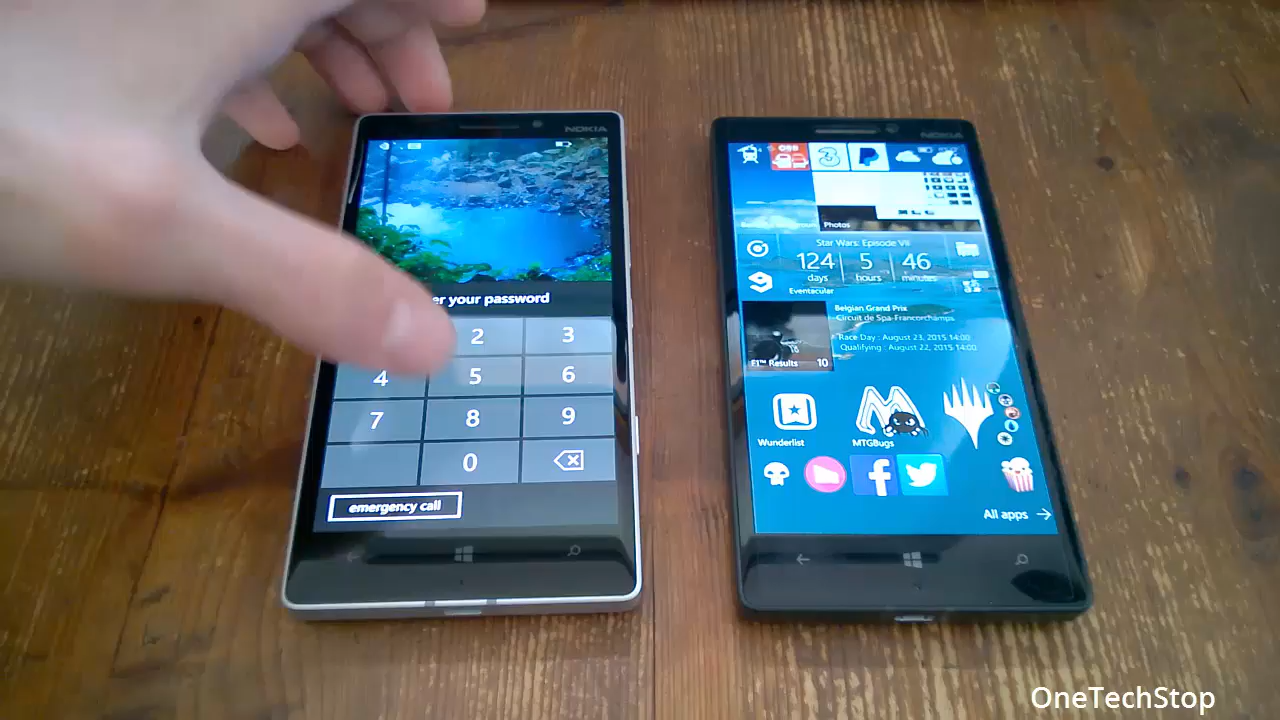 NOKIA
er your password
2
3
4
5
6
7
8
9
0
emergency call
NOKIA
3
Photos
Star Wars: Episode VII
124 5 46
days hours minutes
Eventacular
Belgian Grand Prix
Circuit de Spa-Francorchamps
Race Day : August 23, 2015 14:00
Qualifying : August 22, 2015 14:00
F1™ Results 10
Wunderlist
MTGBugs
All apps
OneTechStop